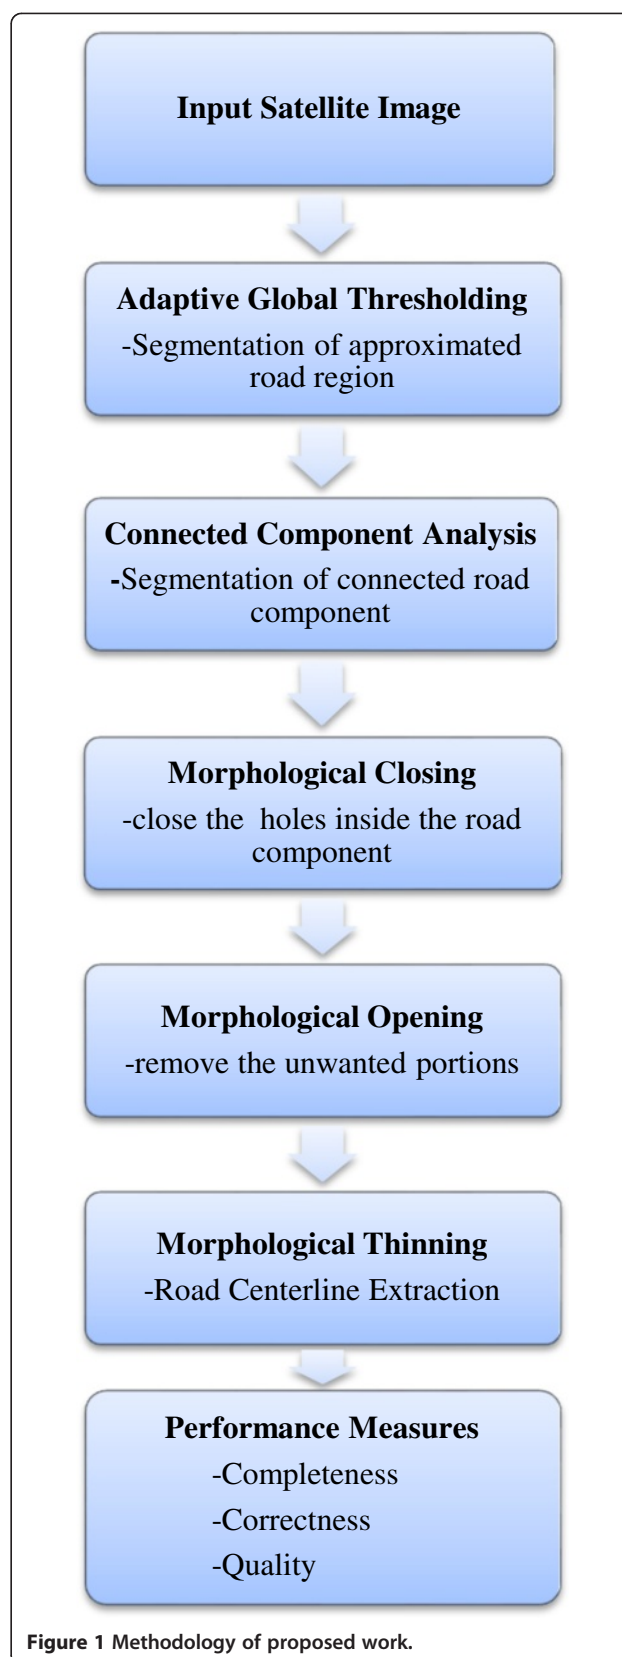 Input Satellite Image
Adaptive Global Thresholding
-Segmentation of approximated
road region
Connected Component Analysis
-Segmentation of connected road
component
Morphological Closing
-close the holes inside the road
component
Morphological Opening
-remove the unwanted portions
Morphological Thinning
-Road Centerline Extraction
Performance Measures
-Completeness
-Correctness
-Quality
Figure 1 Methodology of proposed work.